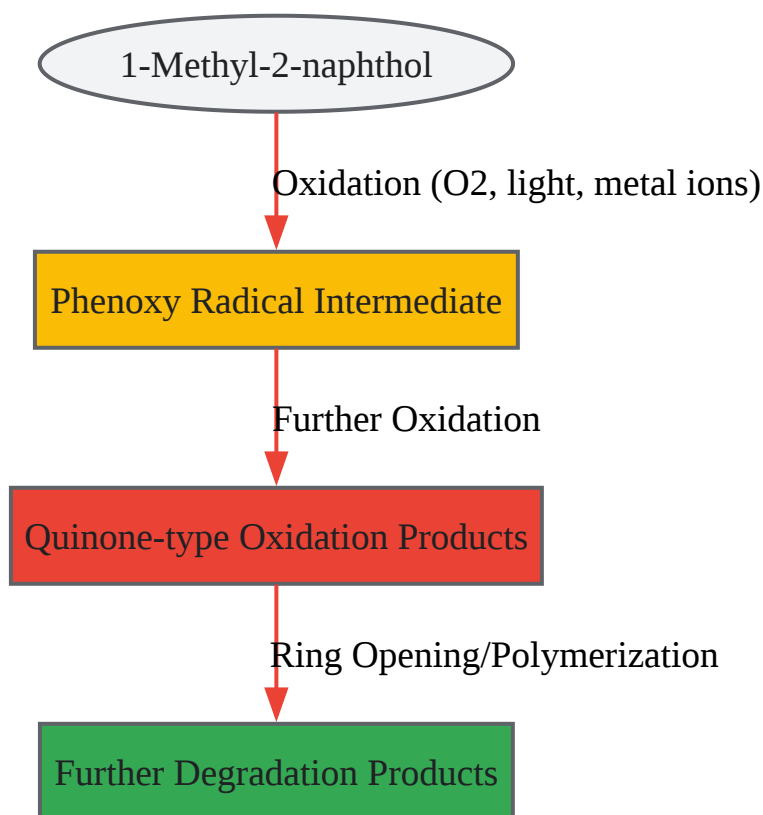 1-Methyl-2-naphthol
Oxidation (O2, light, metal ions)
Phenoxy Radical Intermediate
Further Oxidation
Quinone-type Oxidation Products
Ring Opening/Polymerization
Further Degradation Products